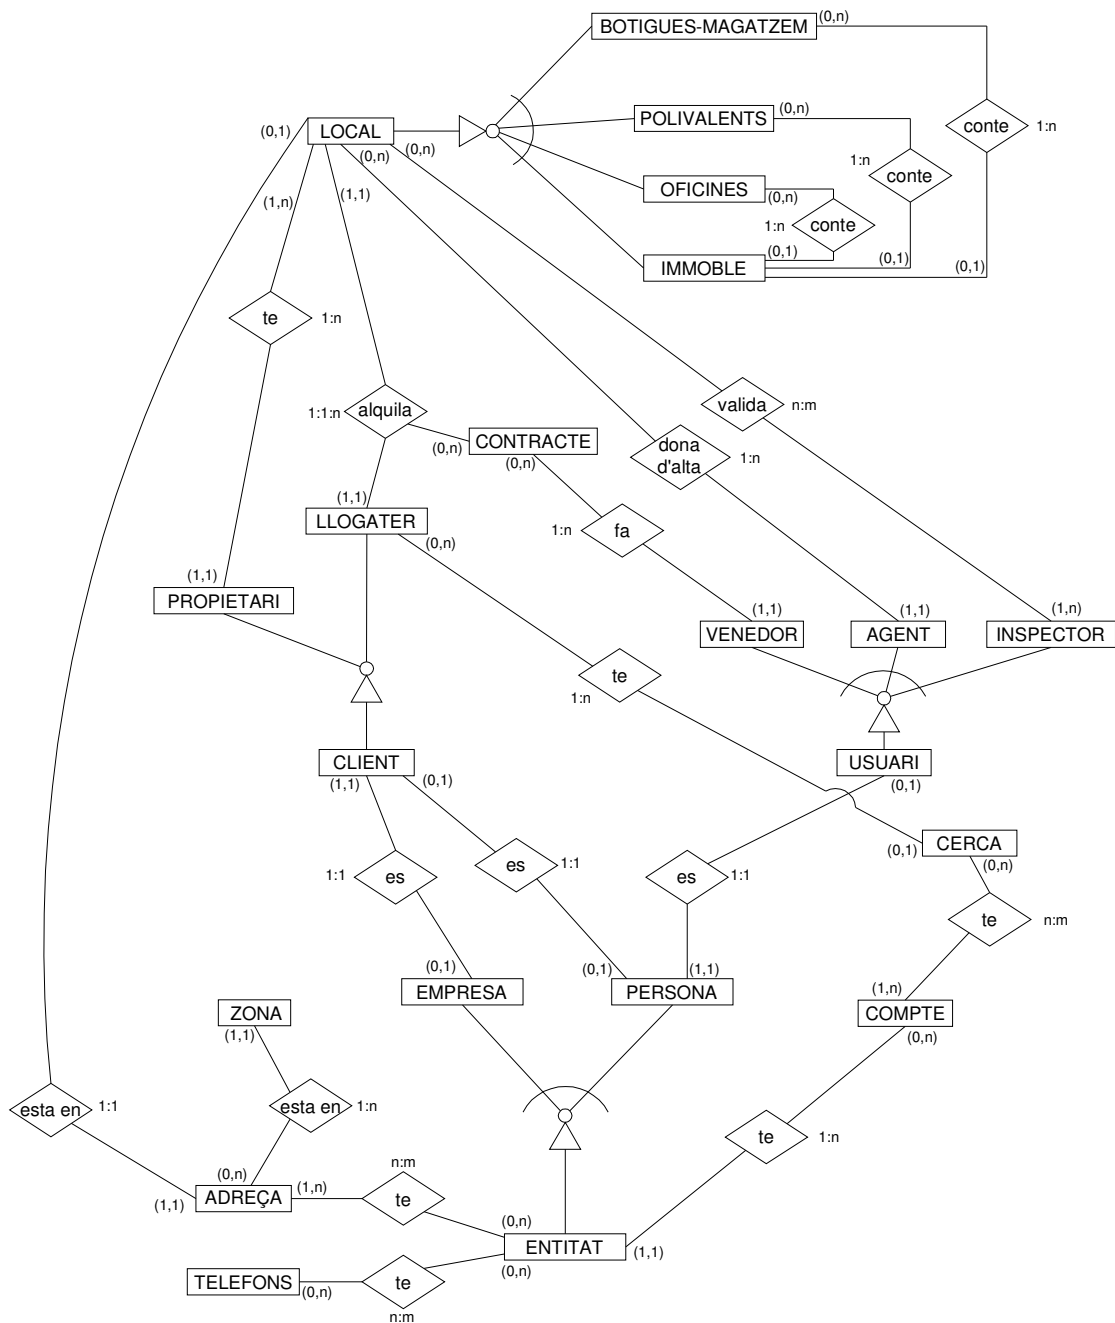 (0,n)
BOTIGUES-MAGATZEM
(0,n)
POLIVALENTS
conte
1:n
(0,1)
LOCAL
(0,n)
(0,n)
1:n
conte
OFICINES
(0,n)
(1,n)
(1,1)
1:n
conte
(0,1)
IMMOBLE
(0,1)
(0,1)
te
1:n
valida
n:m
1:1:n
alquila
CONTRACTE
(0,n)
(0,n)
dona
d'alta
1:n
(1,1)
LLOGATER
(0,n)
1:n
fa
(1,1)
PROPIETARI
(1,1)
VENEDOR
(1,1)
AGENT
(1,n)
INSPECTOR
te
1:n
CLIENT
(1,1)
(0,1)
USUARI
(0,1)
CERCA
(0,1)
(0,n)
1:1
es
es
1:1
es
1:1
te
n:m
(0,1)
EMPRESA
(0,1)
(1,1)
PERSONA
(1,n)
COMPTE
(0,n)
ZONA
(1,1)
esta en
1:1
esta en
1:n
te
1:n
(0,n)
ADREÇA
(1,1)
(1,n)
n:m
te
(0,n)
ENTITAT
(1,1)
(0,n)
TELEFONS
(0,n)
te
n:m